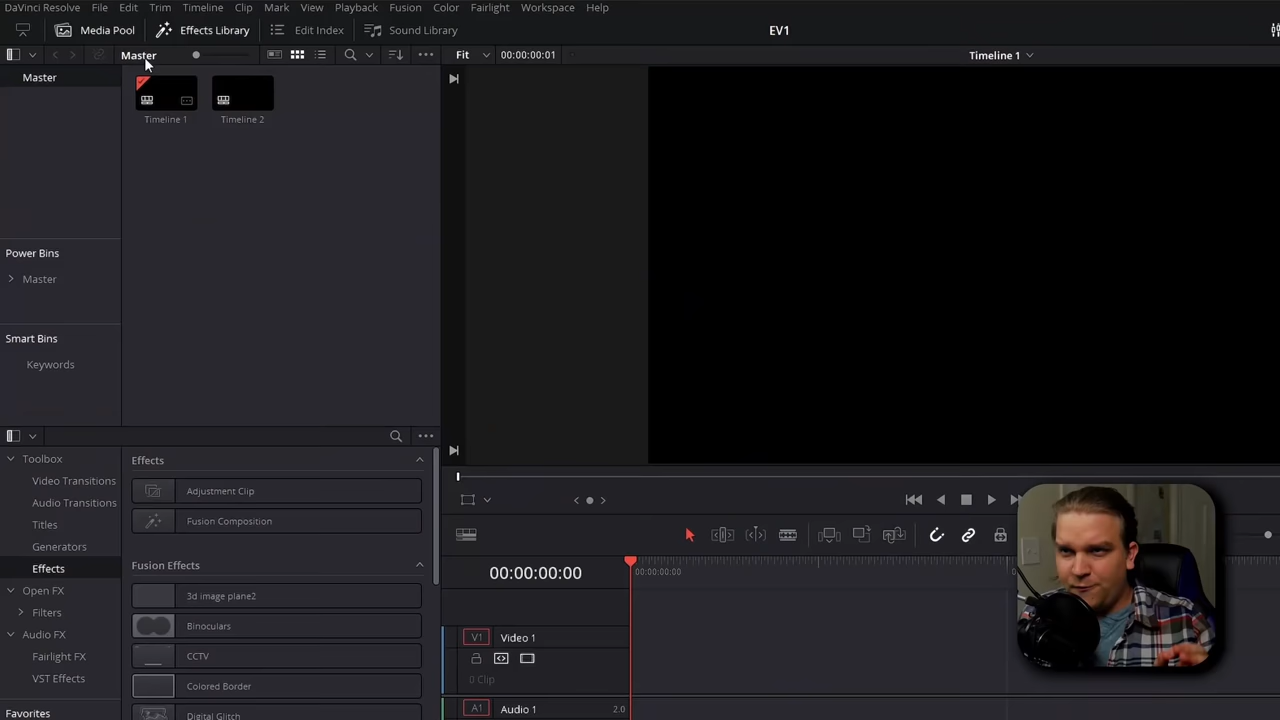 DaVinci Resolve File Edit Trim Timeline Clip Mark View Playback Fusion Color Fairlight Workspace Help
Media Pool Effects Library Edit Index Sound Library EV1
Master Fit 00:00:00:01 Timeline 1
Master
Timeline 1 Timeline 2
Power Bins
Master
Smart Bins
Keywords
Toolbox
Video Transitions
Audio Transitions
Titles
Generators
Effects
Open FX
Filters
Audio FX
Fairlight FX
VST Effects
Favorites
Effects
Adjustment Clip
Fusion Composition
Fusion Effects
3d image plane2
Binoculars
CCTV
Colored Border
Digital Glitch
00:00:00:00 00:00:00:00
V1 Video 1
0 Clip
A1 Audio 1 2.0